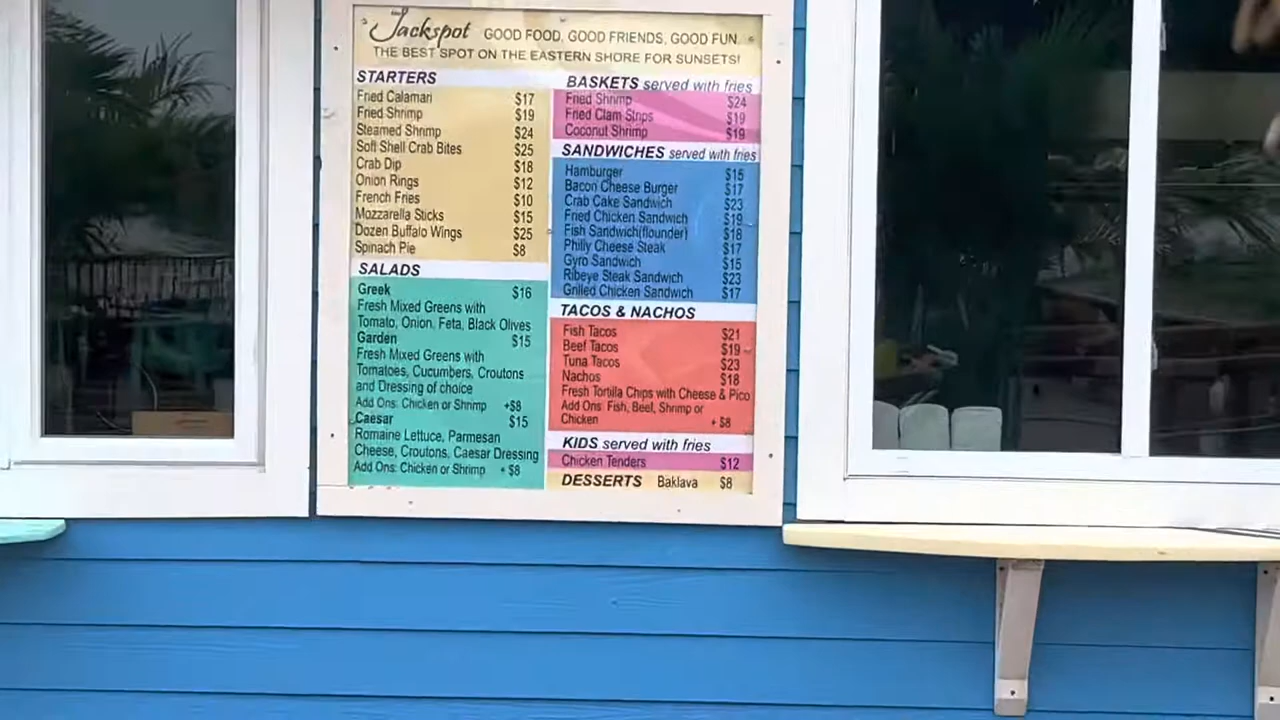 Jackspot GOOD FOOD, GOOD FRIENDS, GOOD FUN.
THE BEST SPOT ON THE EASTERN SHORE FOR SUNSETS!
STARTERS
Fried Calamari $17
Fried Shrimp $19
Steamed Shrimp $24
Soft Shell Crab Bites $25
Crab Dip $18
Onion Rings $12
French Fries $10
Mozzarella Sticks $15
Dozen Buffalo Wings $25
Spinach Pie $8
SALADS
Greek $16
Fresh Mixed Greens with
Tomato, Onion, Feta, Black Olives
Garden $15
Fresh Mixed Greens with
Tomatoes, Cucumbers, Croutons
and Dressing of choice
Add Ons: Chicken or Shrimp +$8
Caesar $15
Romaine Lettuce, Parmesan
Cheese, Croutons, Caesar Dressing
Add Ons: Chicken or Shrimp +$8
BASKETS served with fries
Fried Shrimp $24
Fried Clam Strips $19
Coconut Shrimp $19
SANDWICHES served with fries
Hamburger $15
Bacon Cheese Burger $17
Crab Cake Sandwich $23
Fried Chicken Sandwich $19
Fish Sandwich(flounder) $18
Philly Cheese Steak $17
Gyro Sandwich $15
Ribeye Steak Sandwich $23
Grilled Chicken Sandwich $17
TACOS & NACHOS
Fish Tacos $21
Beef Tacos $19
Tuna Tacos $23
Nachos $18
Fresh Tortilla Chips with Cheese & Pico
Add Ons: Fish, Beef, Shrimp or
Chicken +$8
KIDS served with fries
Chicken Tenders $12
DESSERTS Baklava $8